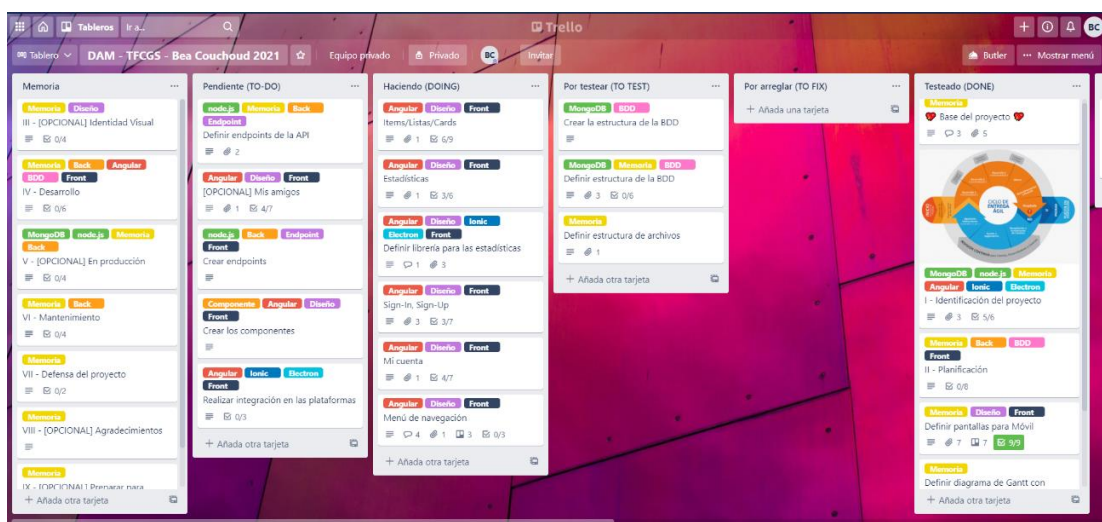 Tableros
Ir a...
Trello
BC
Tablero
DAM - TFCGS - Bea Couchoud 2021
Equipo privado
Privado
BC
Invitar
Butler
Mostrar menú
Memoria
Memoria Diseño
III - [OPCIONAL] Identidad Visual
0/4
Memoria Back Angular
BDD Front
IV - Desarrollo
0/6
MongoDB node.js Memoria
Back
V - [OPCIONAL] En producción
0/4
Memoria Back
VI - Mantenimiento
0/4
Memoria
VII - Defensa del proyecto
0/2
Memoria
VIII - [OPCIONAL] Agradecimientos
Memoria
IX - [OPCIONAL] Preparar para
+ Añada otra tarjeta
Pendiente (TO-DO)
node.js Memoria Back
Endpoint
Definir endpoints de la API
2
Angular Diseño Front
[OPCIONAL] Mis amigos
1 4/7
node.js Back Endpoint
Front
Crear endpoints
Componente Angular Diseño
Front
Crear los componentes
Angular Ionic Electron
Front
Realizar integración en las plataformas
0/3
+ Añada otra tarjeta
Haciendo (DOING)
Angular Diseño Front
Items/Listas/Cards
1 6/9
Angular Diseño Front
Estadísticas
1 3/6
Angular Diseño Ionic
Electron Front
Definir librería para las estadísticas
1 3
Angular Diseño Front
Sign-In, Sign-Up
3 3/7
Angular Diseño Front
Mi cuenta
1 4/7
Angular Diseño Front
Menú de navegación
4 1 3 0/3
+ Añada otra tarjeta
Por testear (TO TEST)
MongoDB BDD
Crear la estructura de la BDD
MongoDB Memoria BDD
Definir estructura de la BDD
3 0/6
Memoria
Definir estructura de archivos
1
+ Añada otra tarjeta
Por arreglar (TO FIX)
+ Añada una tarjeta
Testeado (DONE)
Memoria
Base del proyecto
3 5
CICLO DE
ENTREGA
ÁGIL
MongoDB node.js Memoria
Angular Ionic Electron
I - Identificación del proyecto
3 5/6
Memoria Back BDD
Front
II - Planificación
0/8
Memoria Diseño Front
Definir pantallas para Móvil
7 7 9/9
Memoria
Definir diagrama de Gantt con
+ Añada otra tarjeta